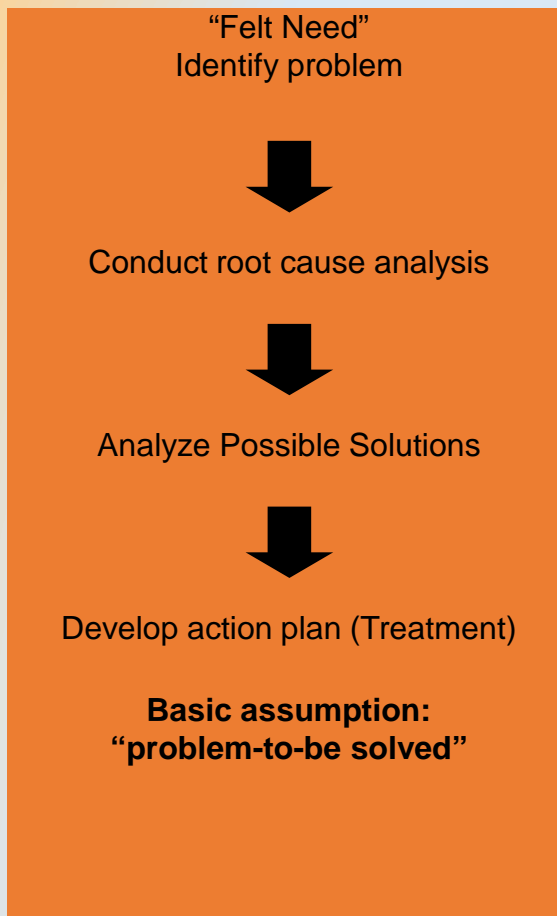 “Felt Need”
Identify problem
Conduct root cause analysis
Analyze Possible Solutions
Develop action plan (Treatment)
Basic assumption:
“problem-to-be solved”